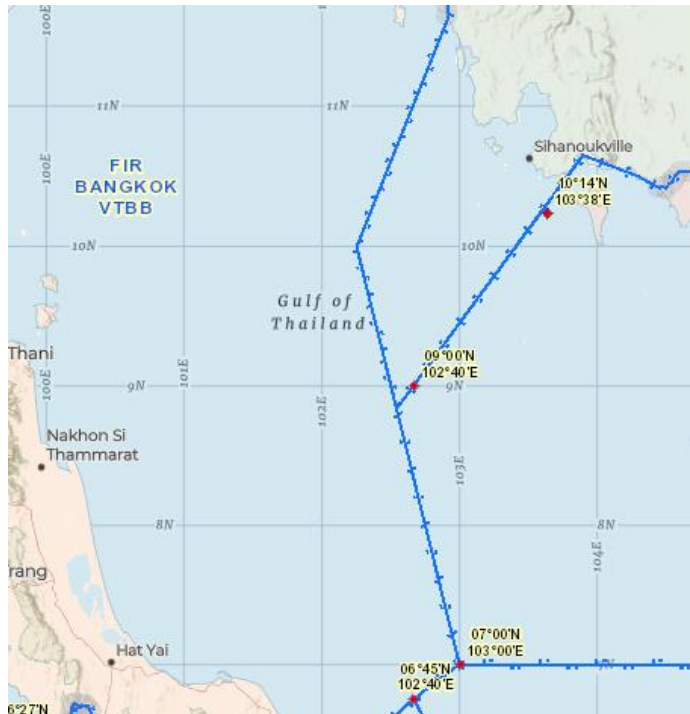 100E
102E
11N
11N
Sihanoukville
100E
FIR
BANGKOK
VTBB
10°14'N
103°38'E
10N
10N
Gulf of
Thailand
Thani
09°00'N
102°40'E
100E
9N
101E
102E
9N
Nakhon Si
Thammarat
103E
8N
8N
104E
rang
07°00'N
103°00'E
Hat Yai
06°45'N
102°40'E
6°27'N